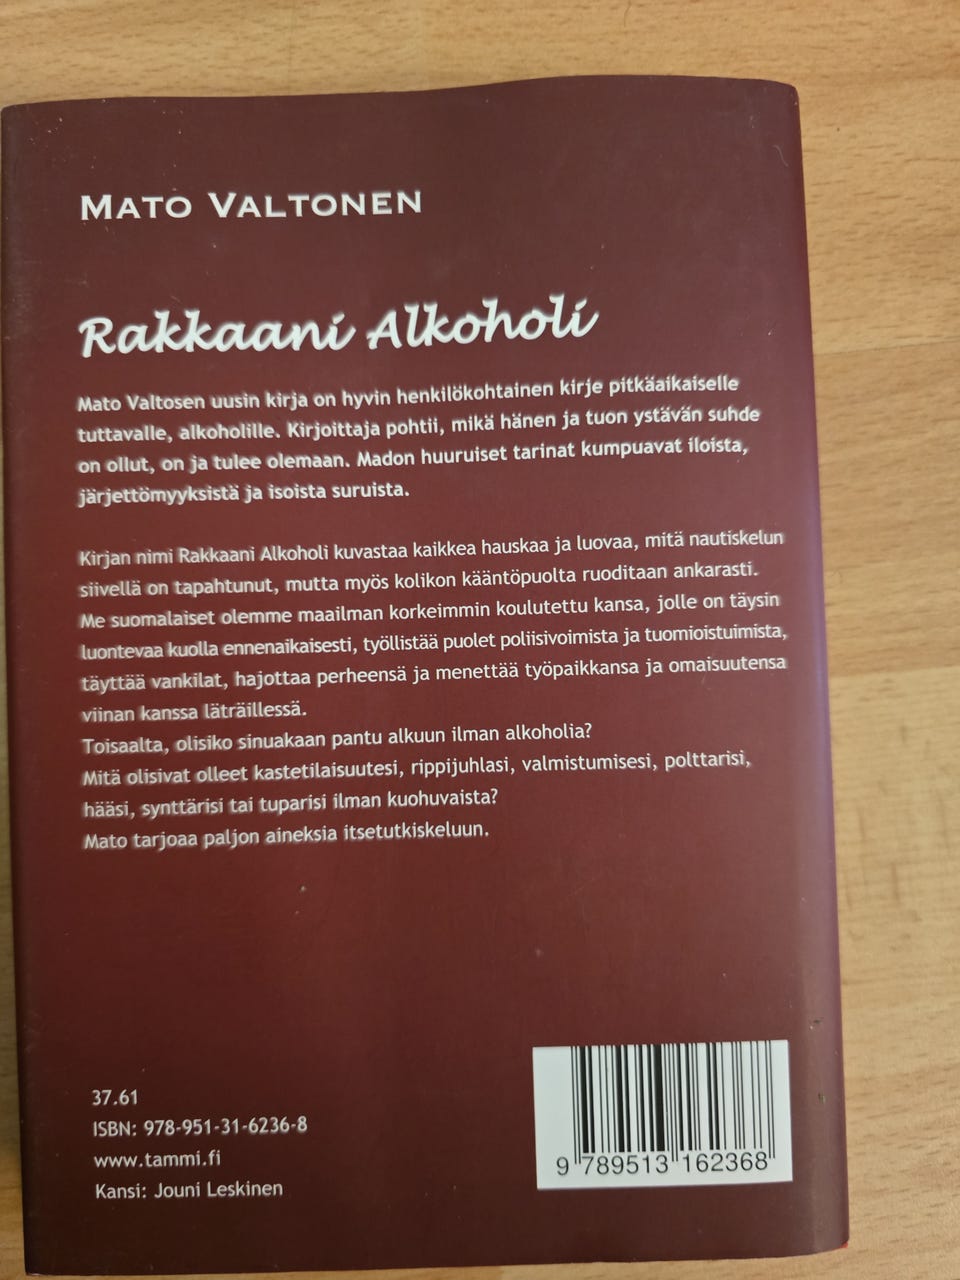 MATO VALTONEN
Rakkaani Alkoholi
Mato Valtosen uusin kirja on hyvin henkilökohtainen kirje pitkäaikaiselle
tuttavalle, alkoholille. Kirjoittaja pohtii, mikä hänen ja tuon ystävän suhde
on ollut, on ja tulee olemaan. Madon huuruiset tarinat kumpuavat iloista,
järjettömyyksistä ja isoista suruista.
Kirjan nimi Rakkaani Alkoholi kuvastaa kaikkea hauskaa ja luovaa, mitä nautiskelun
siivellä on tapahtunut, mutta myös kolikon kääntöpuolta ruoditaan ankarasti.
Me suomalaiset olemme maailman korkeimmin koulutettu kansa, jolle on täysin
luontevaa kuolla ennenaikaisesti, työllistää puolet poliisivoimista ja tuomioistuimista,
täyttää vankilat, hajottaa perheensä ja menettää työpaikkansa ja omaisuutensa
viinan kanssa läträillessä.
Toisaalta, olisiko sinuakaan pantu alkuun ilman alkoholia?
Mitä olisivat olleet kastetilaisuutesi, rippijuhlasi, valmistumisesi, polttarisi,
hääsi, synttärisi tai tuparisi ilman kuohuvaista?
Mato tarjoaa paljon aineksia itsetutkiskeluun.
37.61
ISBN: 978-951-31-6236-8
www.tammi.fi
Kansi: Jouni Leskinen
9 789513 162368